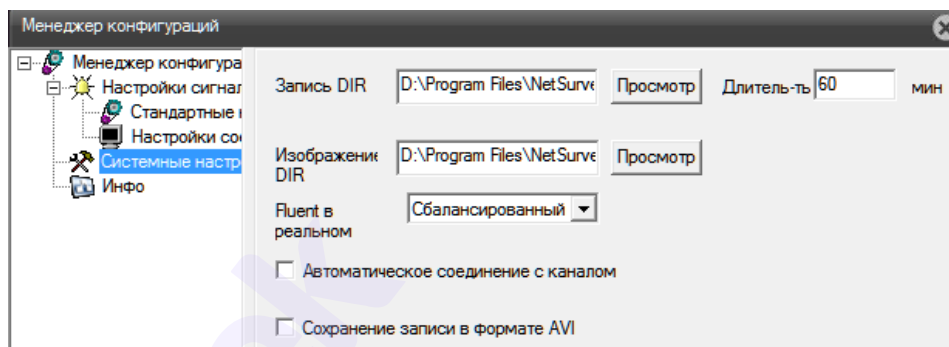 Менеджер конфигураций
Менеджер конфигура
Настройки сигнал
Стандартные н
Настройки соо
Системные настр
Инфо
Запись DIR D:\Program Files\NetSurve Просмотр Длитель-ть 60 мин
Изображение DIR D:\Program Files\NetSurve Просмотр
Fluent в реальном Сбалансированный
Автоматическое соединение с каналом
Сохранение записи в формате AVI